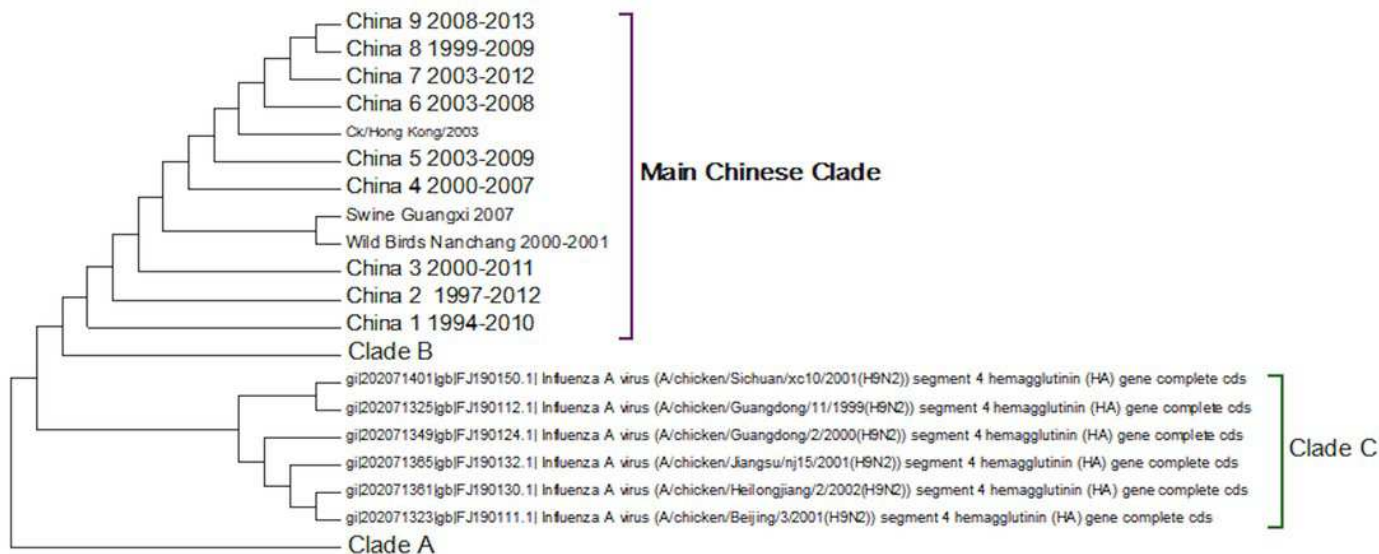 China 9 2008-2013
China 8 1999-2009
China 7 2003-2012
China 6 2003-2008
Ck/Hong Kong/2003
China 5 2003-2009
Main Chinese Clade
China 4 2000-2007
Swine Guangxi 2007
Wild Birds Nanchang 2000-2001
China 3 2000-2011
China 2 1997-2012
China 1 1994-2010
Clade B
gi|202071401|gb|FJ190150.1| Influenza A virus (A/chicken/Sichuan/xc10/2001(H9N2)) segment 4 hemagglutinin (HA) gene complete cds
gi|202071325|gb|FJ190112.1| Influenza A virus (A/chicken/Guangdong/11/1999(H9N2)) segment 4 hemagglutinin (HA) gene complete cds
gi|202071349|gb|FJ190124.1| Influenza A virus (A/chicken/Guangdong/2/2000(H9N2)) segment 4 hemagglutinin (HA) gene complete cds
Clade C
gi|202071365|gb|FJ190132.1| Influenza A virus (A/chicken/Jiangsu/nj15/2001(H9N2)) segment 4 hemagglutinin (HA) gene complete cds
gi|202071361|gb|FJ190130.1| Influenza A virus (A/chicken/Heilongjiang/2/2002(H9N2)) segment 4 hemagglutinin (HA) gene complete cds
gi|202071323|gb|FJ190111.1| Influenza A virus (A/chicken/Beijing/3/2001(H9N2)) segment 4 hemagglutinin (HA) gene complete cds
Clade A